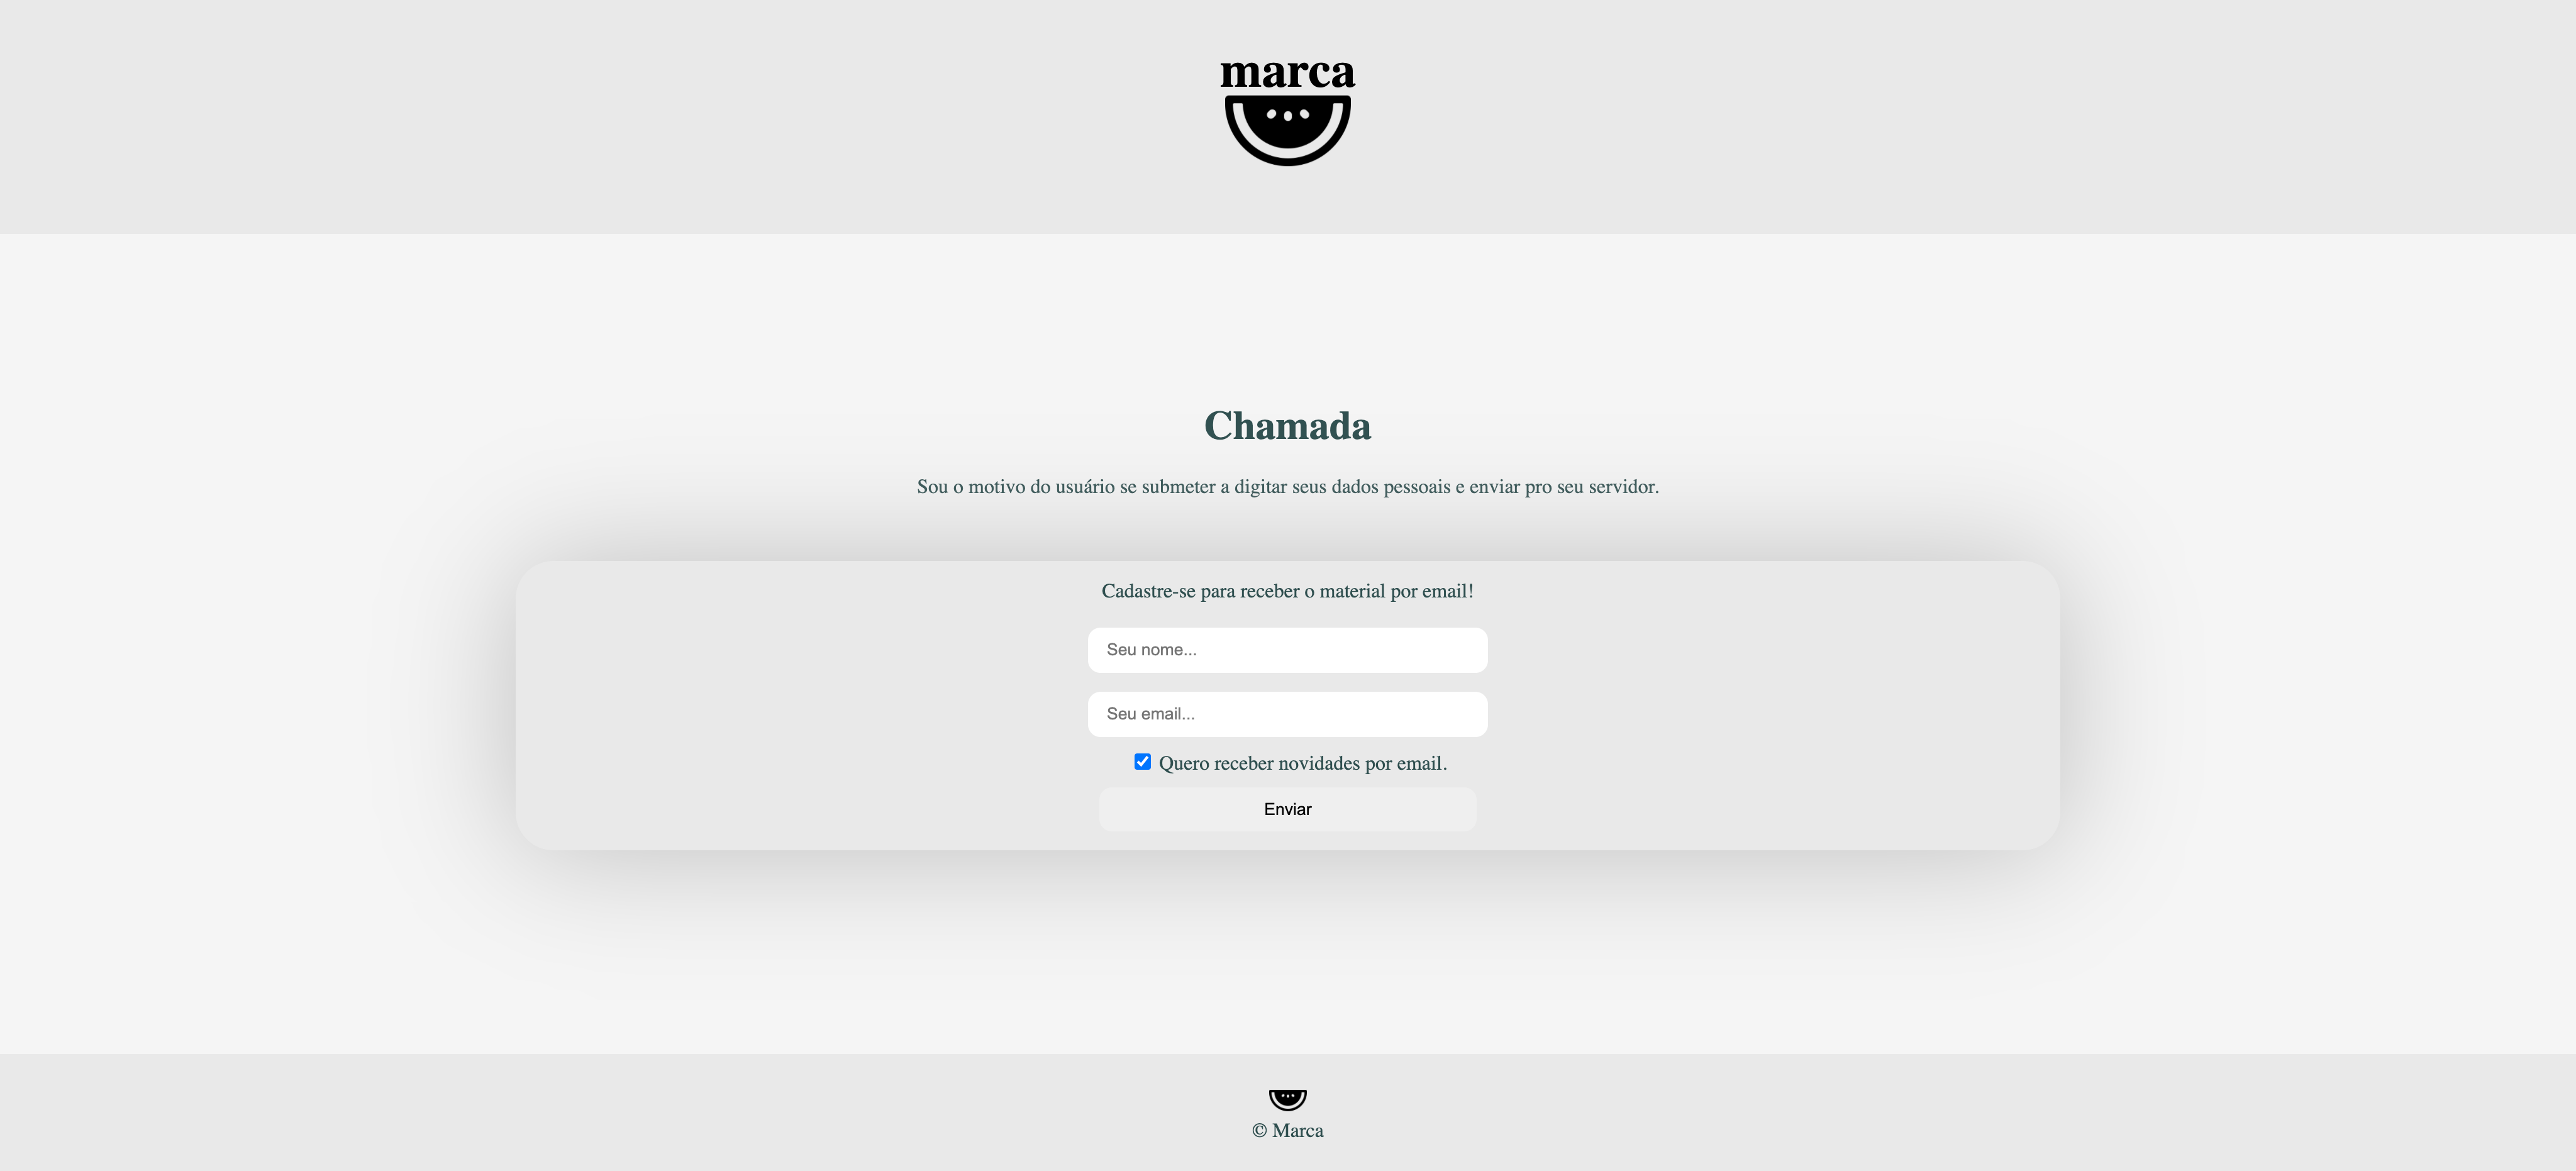 marca
Chamada
Sou o motivo do usuário se submeter a digitar seus dados pessoais e enviar pro seu servidor.
Cadastre-se para receber o material por email!
Seu nome...
Seu email...
Quero receber novidades por email.
Enviar
© Marca